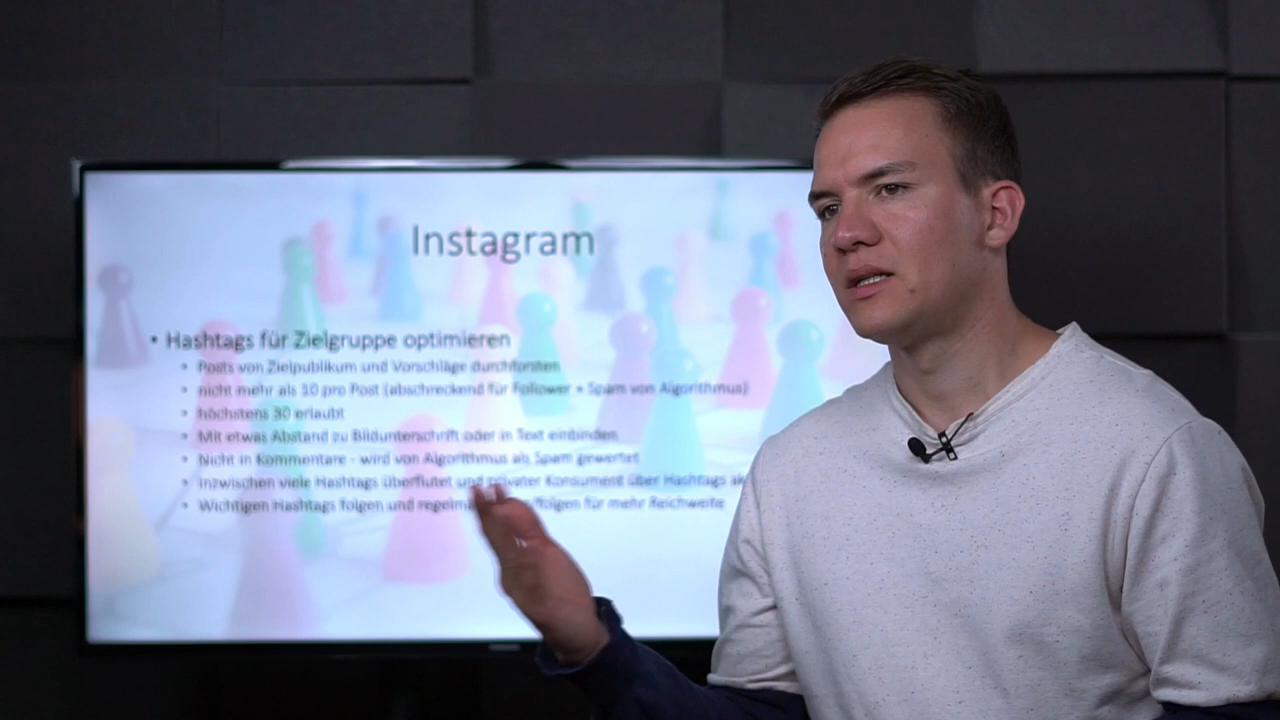 Instagram
• Hashtags für Zielgruppe optimieren
• Posts von Zielpublikum und Vorschläge durchforsten
• nicht mehr als 10 pro Post (abschreckend für Follower + Spam von Algorithmus)
• höchstens 30 erlaubt
• Mit etwas Abstand zu Bildunterschrift oder in Text einbinden
• Nicht in Kommentare - wird von Algorithmus als Spam gewertet
• Inzwischen viele Hashtags überflutet und privater Konsument über Hashtags
• Wichtigen Hashtags folgen und für mehr Reichweite